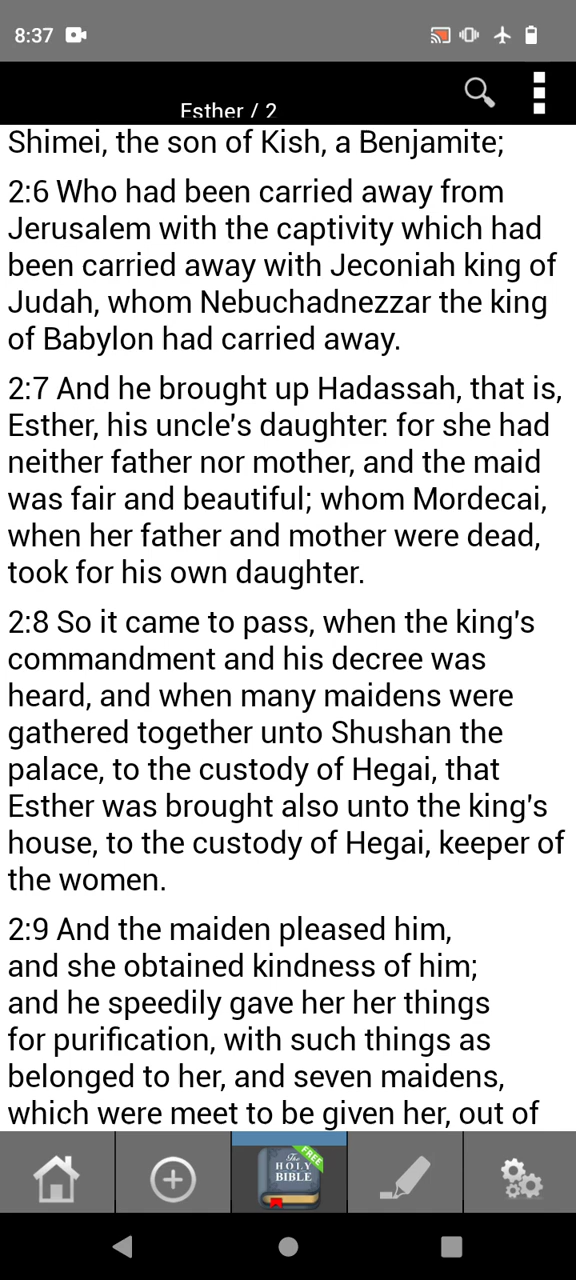 8:37
Esther / 2
Shimei, the son of Kish, a Benjamite;
2:6 Who had been carried away from
Jerusalem with the captivity which had
been carried away with Jeconiah king of
Judah, whom Nebuchadnezzar the king
of Babylon had carried away.
2:7 And he brought up Hadassah, that is,
Esther, his uncle's daughter: for she had
neither father nor mother, and the maid
was fair and beautiful; whom Mordecai,
when her father and mother were dead,
took for his own daughter.
2:8 So it came to pass, when the king's
commandment and his decree was
heard, and when many maidens were
gathered together unto Shushan the
palace, to the custody of Hegai, that
Esther was brought also unto the king's
house, to the custody of Hegai, keeper of
the women.
2:9 And the maiden pleased him,
and she obtained kindness of him;
and he speedily gave her her things
for purification, with such things as
belonged to her, and seven maidens,
which were meet to be given her, out of
The
HOLY
BIBLE
FREE